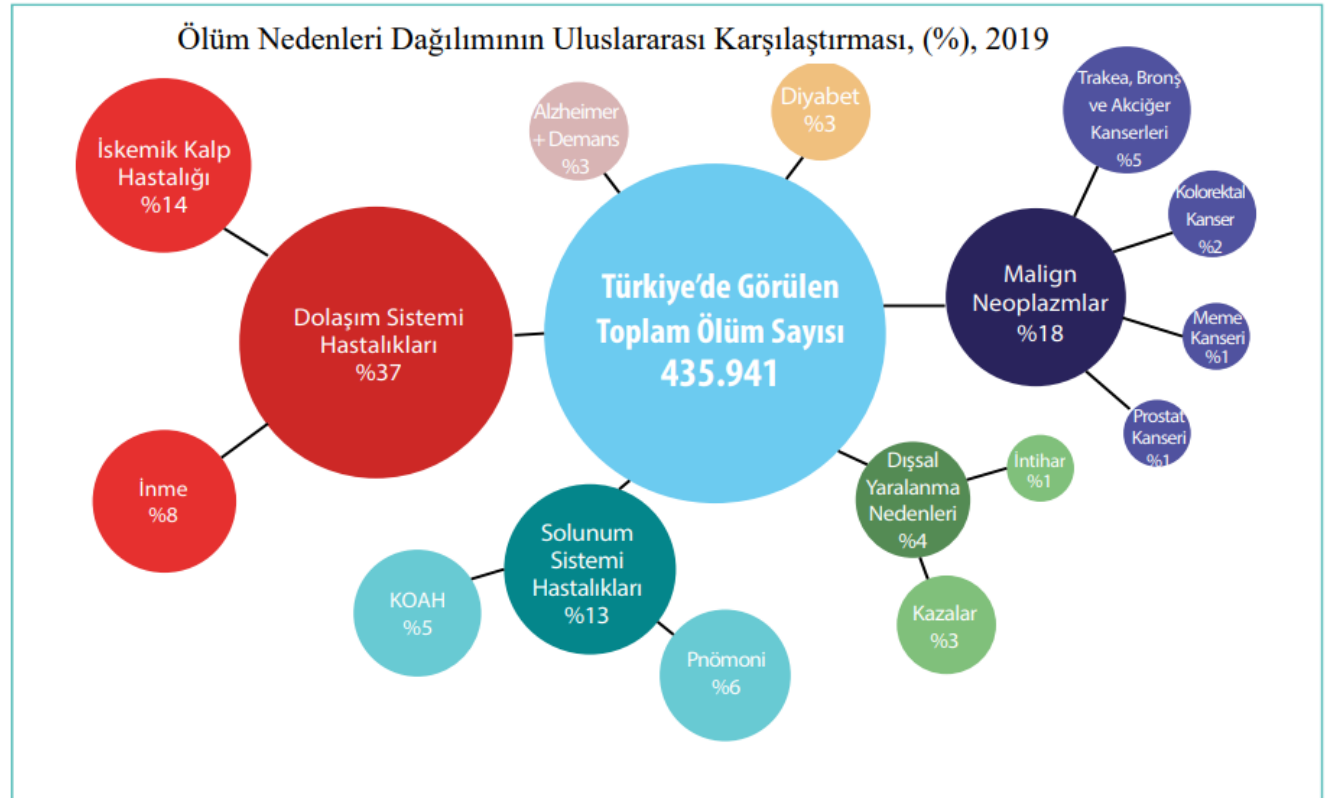 Ölüm Nedenleri Dağılımının Uluslararası Karşılaştırması, (%), 2019
İskemik Kalp
Hastalığı
%14
Dolaşım Sistemi
Hastalıkları
%37
İnme
%8
Alzheimer
+ Demans
%3
Diyabet
%3
Türkiye’de Görülen
Toplam Ölüm Sayısı
435.941
Solunum
Sistemi
Hastalıkları
%13
KOAH
%5
Pnömoni
%6
Dışsal
Yaralanma
Nedenleri
%4
İntihar
%1
Kazalar
%3
Malign
Neoplazmlar
%18
Trakea, Bronş
ve Akciğer
Kanserleri
%5
Kolorektal
Kanser
%2
Meme
Kanseri
%1
Prostat
Kanseri
%1